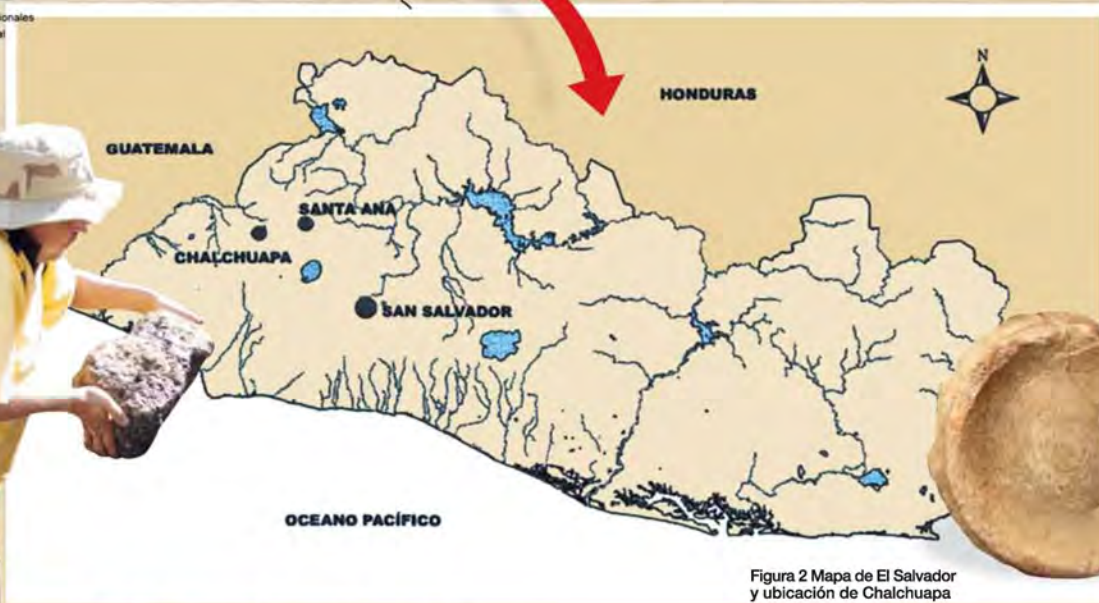 N
HONDURAS
GUATEMALA
SANTA ANA
CHALCHUAPA
SAN SALVADOR
OCEANO PACÍFICO
Figura 2 Mapa de El Salvador
y ubicación de Chalchuapa